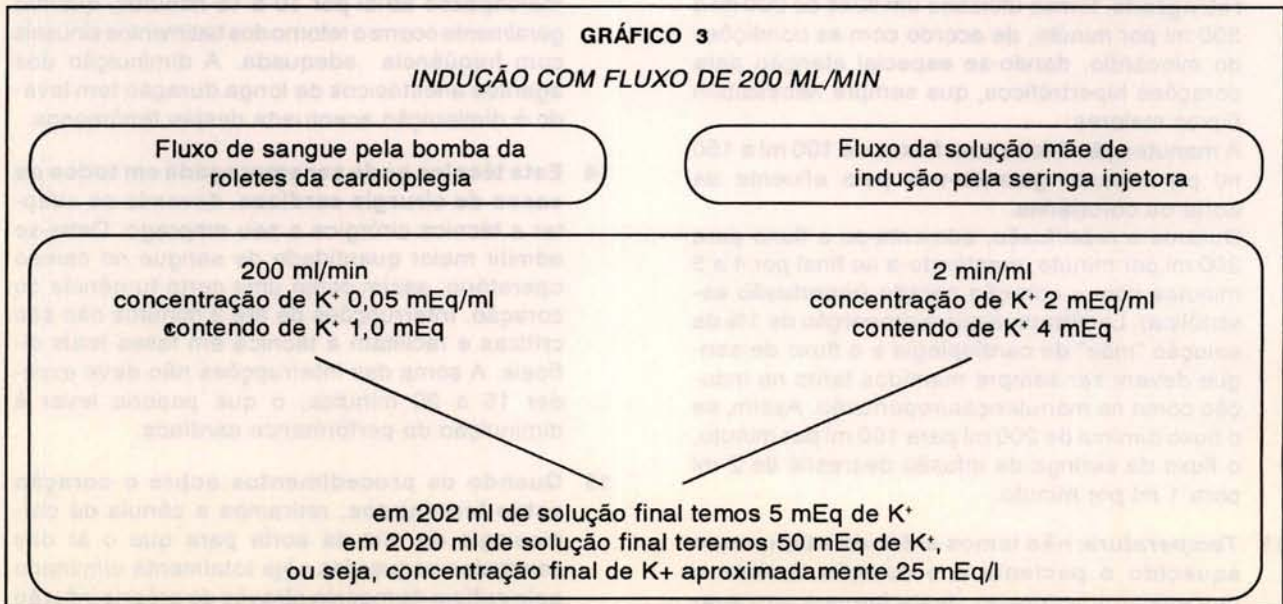 GRÁFICO 3
INDUÇÃO COM FLUXO DE 200 ML/MIN
Fluxo de sangue pela bomba da
roletes da cardioplegia
Fluxo da solução mãe de
indução pela seringa injetora
200 ml/min
concentração de K+ 0,05 mEq/ml
contendo de K+ 1,0 mEq
2 min/ml
concentração de K+ 2 mEq/ml
contendo de K+ 4 mEq
em 202 ml de solução final temos 5 mEq de K+
em 2020 ml de solução final teremos 50 mEq de K+,
ou seja, concentração final de K+ aproximadamente 25 mEq/l